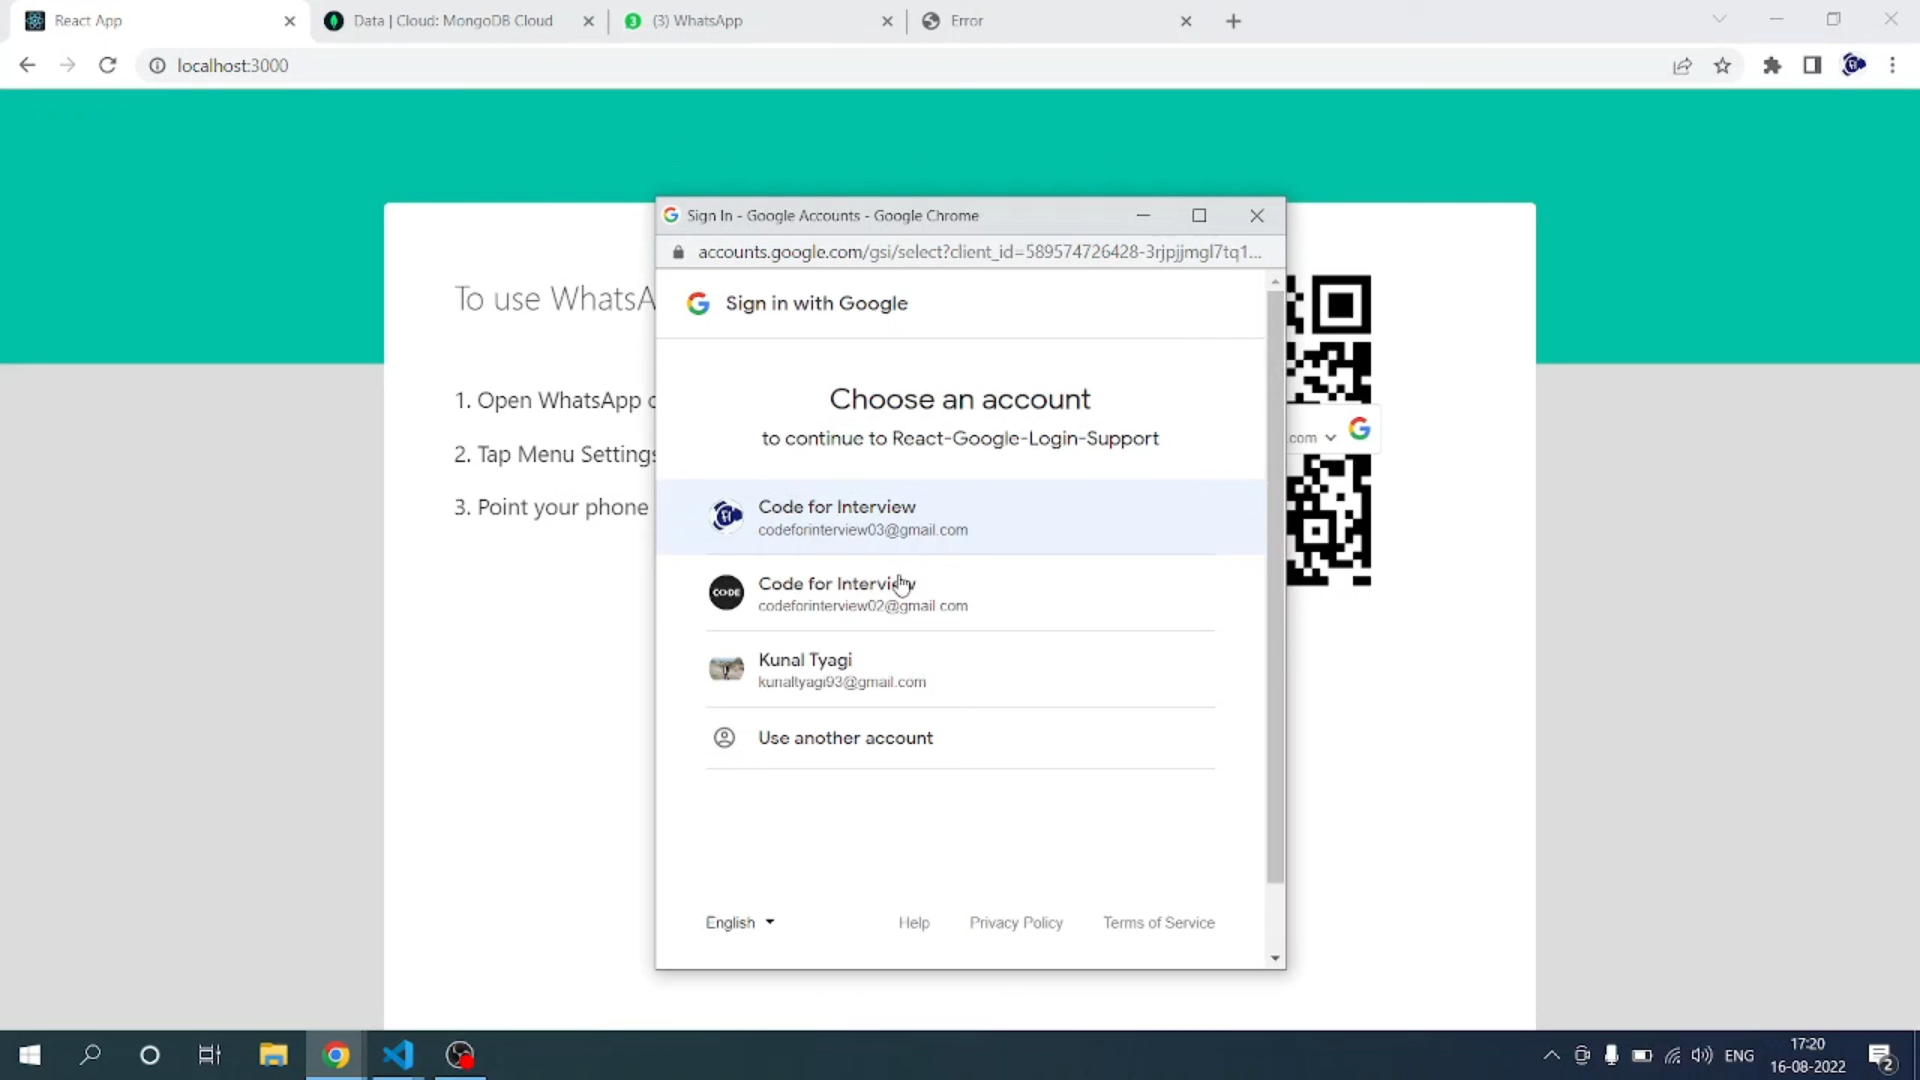 React App
Data | Cloud: MongoDB Cloud
3
(3) WhatsApp
Error
localhost:3000
Sign In - Google Accounts - Google Chrome
accounts.google.com/gsi/select?client_id=589574726428-3rjpjjmgl7tq1...
Sign in with Google
To use WhatsA
1. Open WhatsApp
2. Tap Menu Settings
3. Point your phone
Choose an account
to continue to React-Google-Login-Support
.com
Code for Interview
codeforinterview03@gmail.com
CODE
Code for Interview
codeforinterview02@gmail.com
Kunal Tyagi
kunaltyagi93@gmail.com
Use another account
English
Help
Privacy Policy
Terms of Service
ENG
17:20
16-08-2022
2